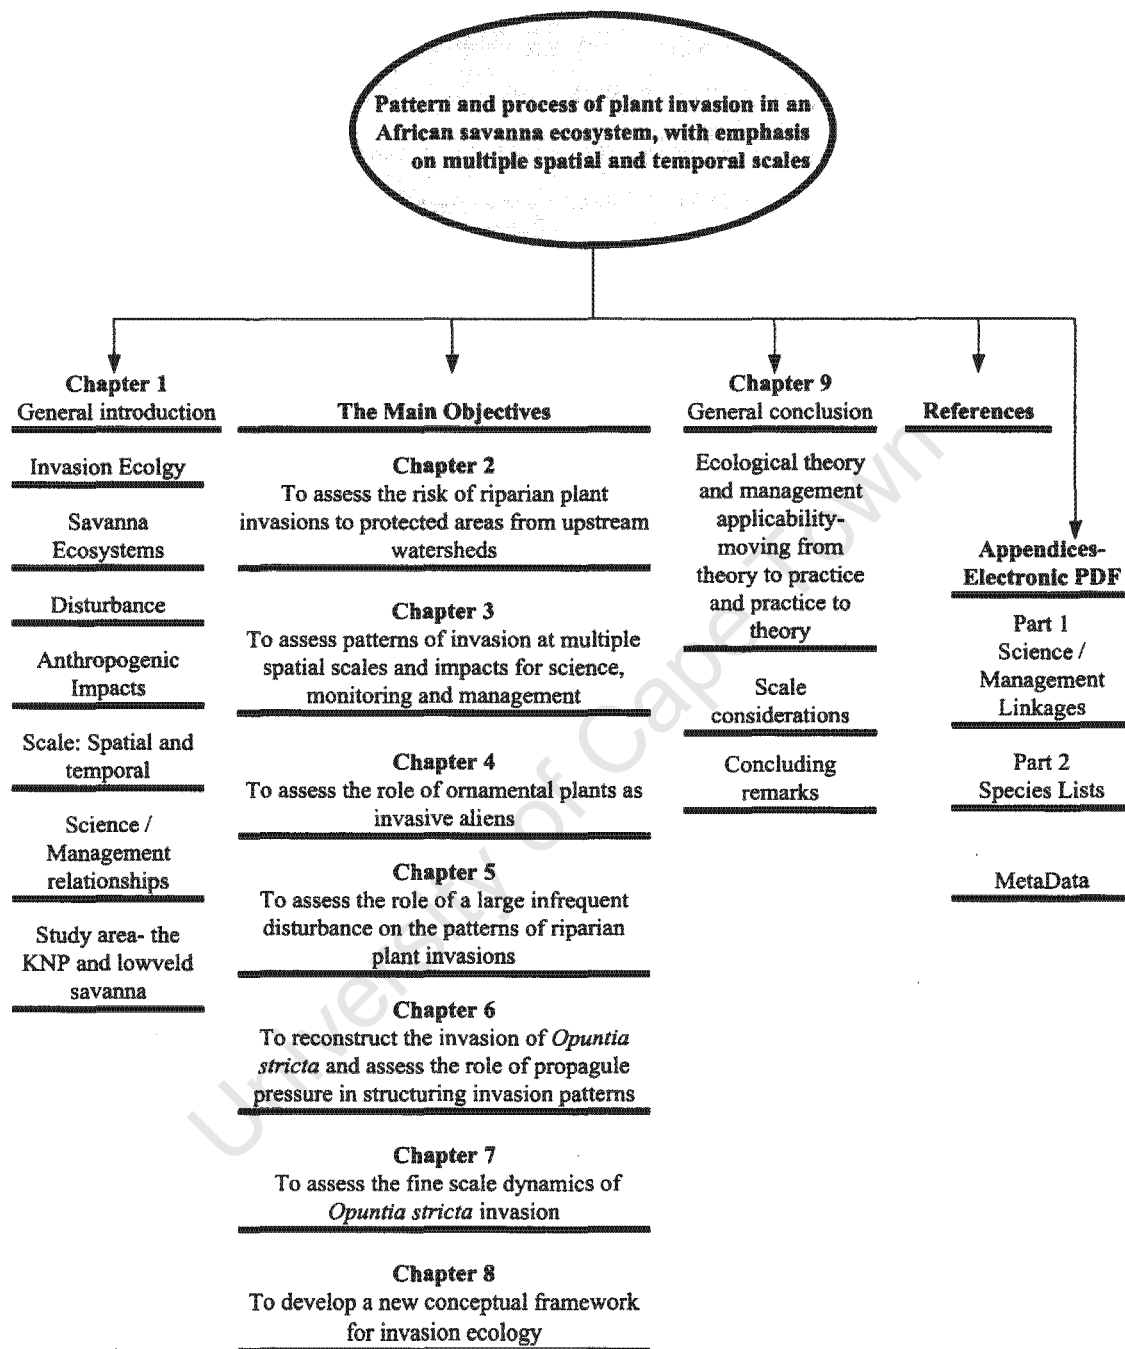 Pattern and process of plant invasion in an
African savanna ecosystem, with emphasis
on multiple spatial and temporal scales
Chapter 1
General introduction
Invasion Ecolgy
Savanna
Ecosystems
Disturbance
Anthropogenic
Impacts
Scale: Spatial and
temporal
Science /
Management
relationships
Study area- the
KNP and lowveld
savanna
The Main Objectives
Chapter 2
To assess the risk of riparian plant
invasions to protected areas from upstream
watersheds
Chapter 3
To assess patterns of invasion at multiple
spatial scales and impacts for science,
monitoring and management
Chapter 4
To assess the role of ornamental plants as
invasive aliens
Chapter 5
To assess the role of a large infrequent
disturbance on the patterns of riparian
plant invasions
Chapter 6
To reconstruct the invasion of Opuntia
stricta and assess the role of propagule
pressure in structuring invasion patterns
Chapter 7
To assess the fine scale dynamics of
Opuntia stricta invasion
Chapter 8
To develop a new conceptual framework
for invasion ecology
Chapter 9
General conclusion
Ecological theory
and management
applicability-
moving from
theory to practice
and practice to
theory
Scale
considerations
Concluding
remarks
References
Appendices-
Electronic PDF
Part 1
Science /
Management
Linkages
Part 2
Species Lists
MetaData
University of Cape Town